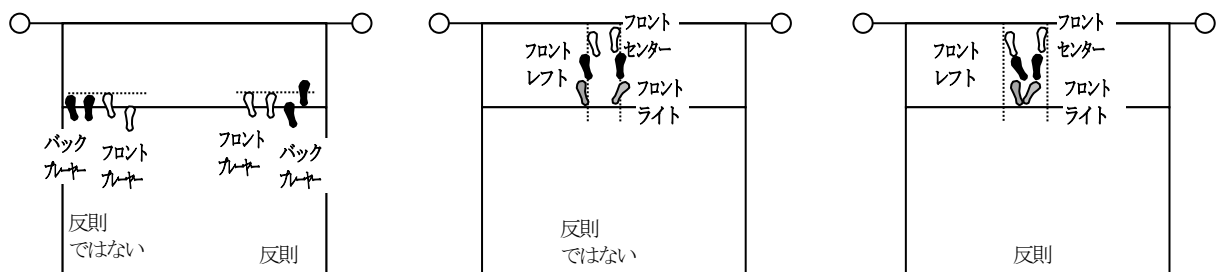 バック
プレーヤー
フロント
プレーヤー
フロント
プレーヤー
バック
プレーヤー
反則
ではない
反則
フロント
センター
フロント
レフト
フロント
ライト
反則
ではない
フロント
センター
フロント
レフト
フロント
ライト
反則